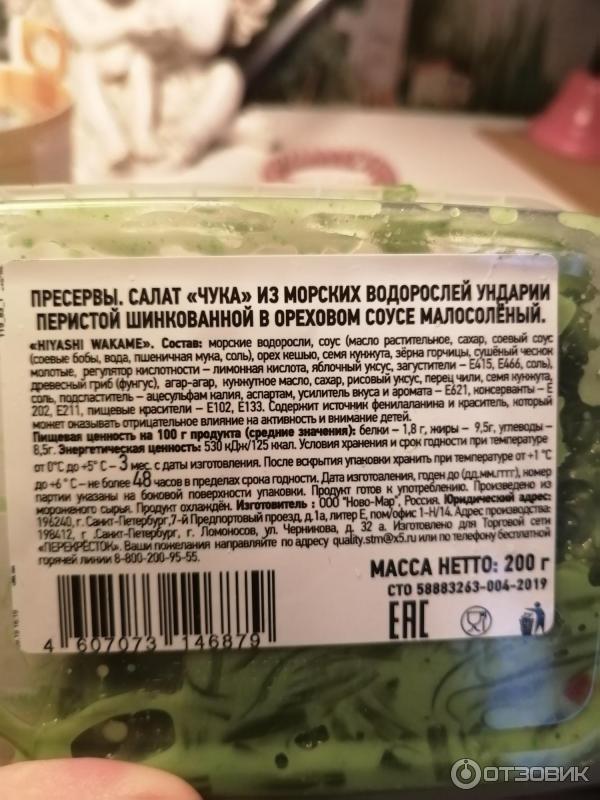 ПРЕСЕРВЫ. САЛАТ «ЧУКА» ИЗ МОРСКИХ ВОДОРОСЛЕЙ УНДАРИИ
ПЕРИСТОЙ ШИНКОВАННОЙ В ОРЕХОВОМ СОУСЕ МАЛОСОЛЁНЫЙ.
«HIYASHI WAKAME». Состав: морские водоросли, соус (масло растительное, сахар, соевый соус
(соевые бобы, вода, пшеничная мука, соль), орех кешью, семя кунжута, зёрна горчицы, сушёный чеснок
молотые, регулятор кислотности – лимонная кислота, яблочный уксус, загустители – Е415, Е466, соль),
древесный гриб (фунгус), агар-агар, кунжутное масло, сахар, рисовый уксус, перец чили, семя кунжута,
соль, подсластитель – ацесульфам калия, аспартам, усилитель вкуса и аромата – Е621, консерванты – Е
202, Е211, пищевые красители – Е102, Е133. Содержит источник фенилаланина и краситель, который
может оказывать отрицательное влияние на активность и внимание детей.
Пищевая ценность на 100 г продукта (средние значения): белки – 1,8 г, жиры – 9,5г, углеводы –
8,5г. Энергетическая ценность: 530 кДж/125 ккал. Условия хранения и срок годности при температуре
от 0°С до +5° С – 3 мес. с даты изготовления. После вскрытия упаковки хранить при температуре от +1 °С
до +6 ° С – не более 48 часов в пределах срока годности. Дата изготовления, годен до (дд.мм.гггг), номер
партии указаны на боковой поверхности упаковки. Продукт готов к употреблению. Произведено из
мороженого сырья. Продукт охлаждён. Изготовитель: ООО "Ново-Мар", Россия. Юридический адрес:
196240, г. Санкт-Петербург, 7-й Предпортовый проезд, д.1а, литер Е, пом/офис 1-Н/14. Адрес производства:
198412, г. Санкт-Петербург, г. Ломоносов, ул. Черникова, д. 32 а. Изготовлено для Торговой сети
«ПЕРЕКРЁСТОК». Ваши пожелания направляйте по адресу quality.stm@x5.ru или по телефону бесплатной
горячей линии 8-800-200-95-55.
МАССА НЕТТО: 200 г
СТО 58883263-004-2019
4 607073 146879
EAC
ОТЗОВИК